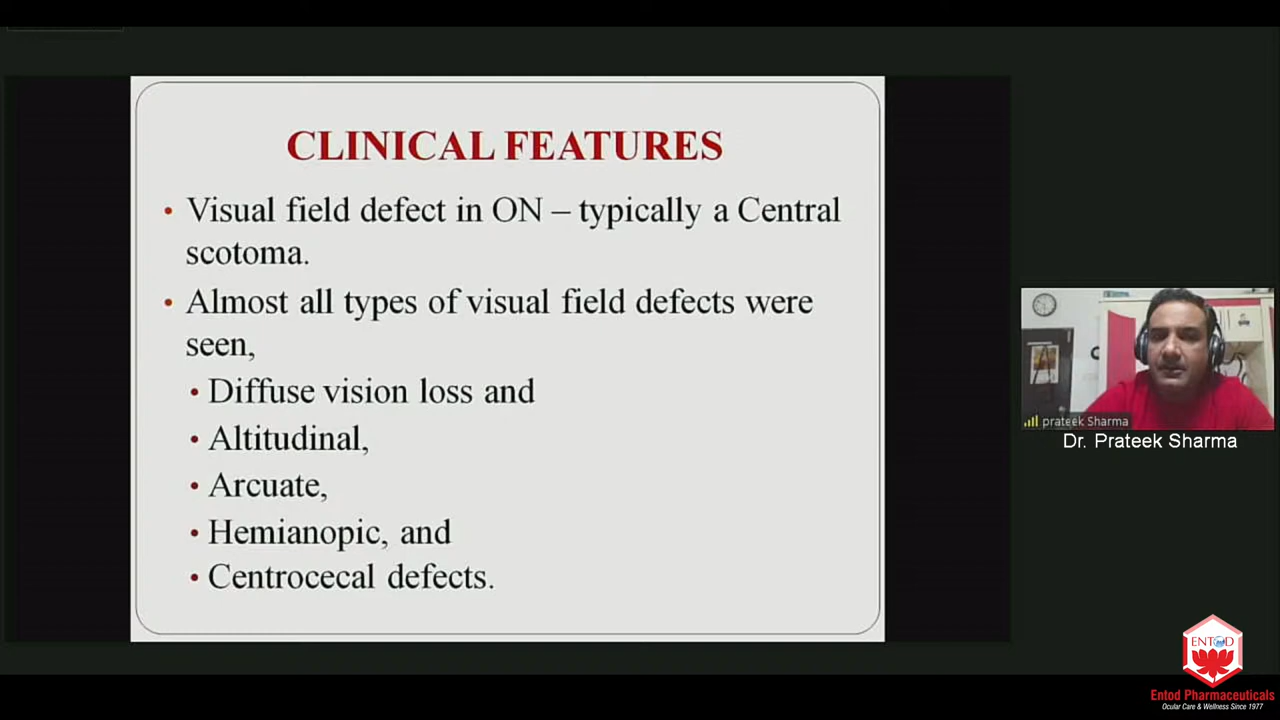 CLINICAL FEATURES
• Visual field defect in ON – typically a Central
scotoma.
• Almost all types of visual field defects were
seen,
• Diffuse vision loss and
• Altitudinal,
• Arcuate,
• Hemianopic, and
• Centrocecal defects.
prateek Sharma
Dr. Prateek Sharma
ENTOD
Entod Pharmaceuticals
Ocular Care & Wellness Since 1977